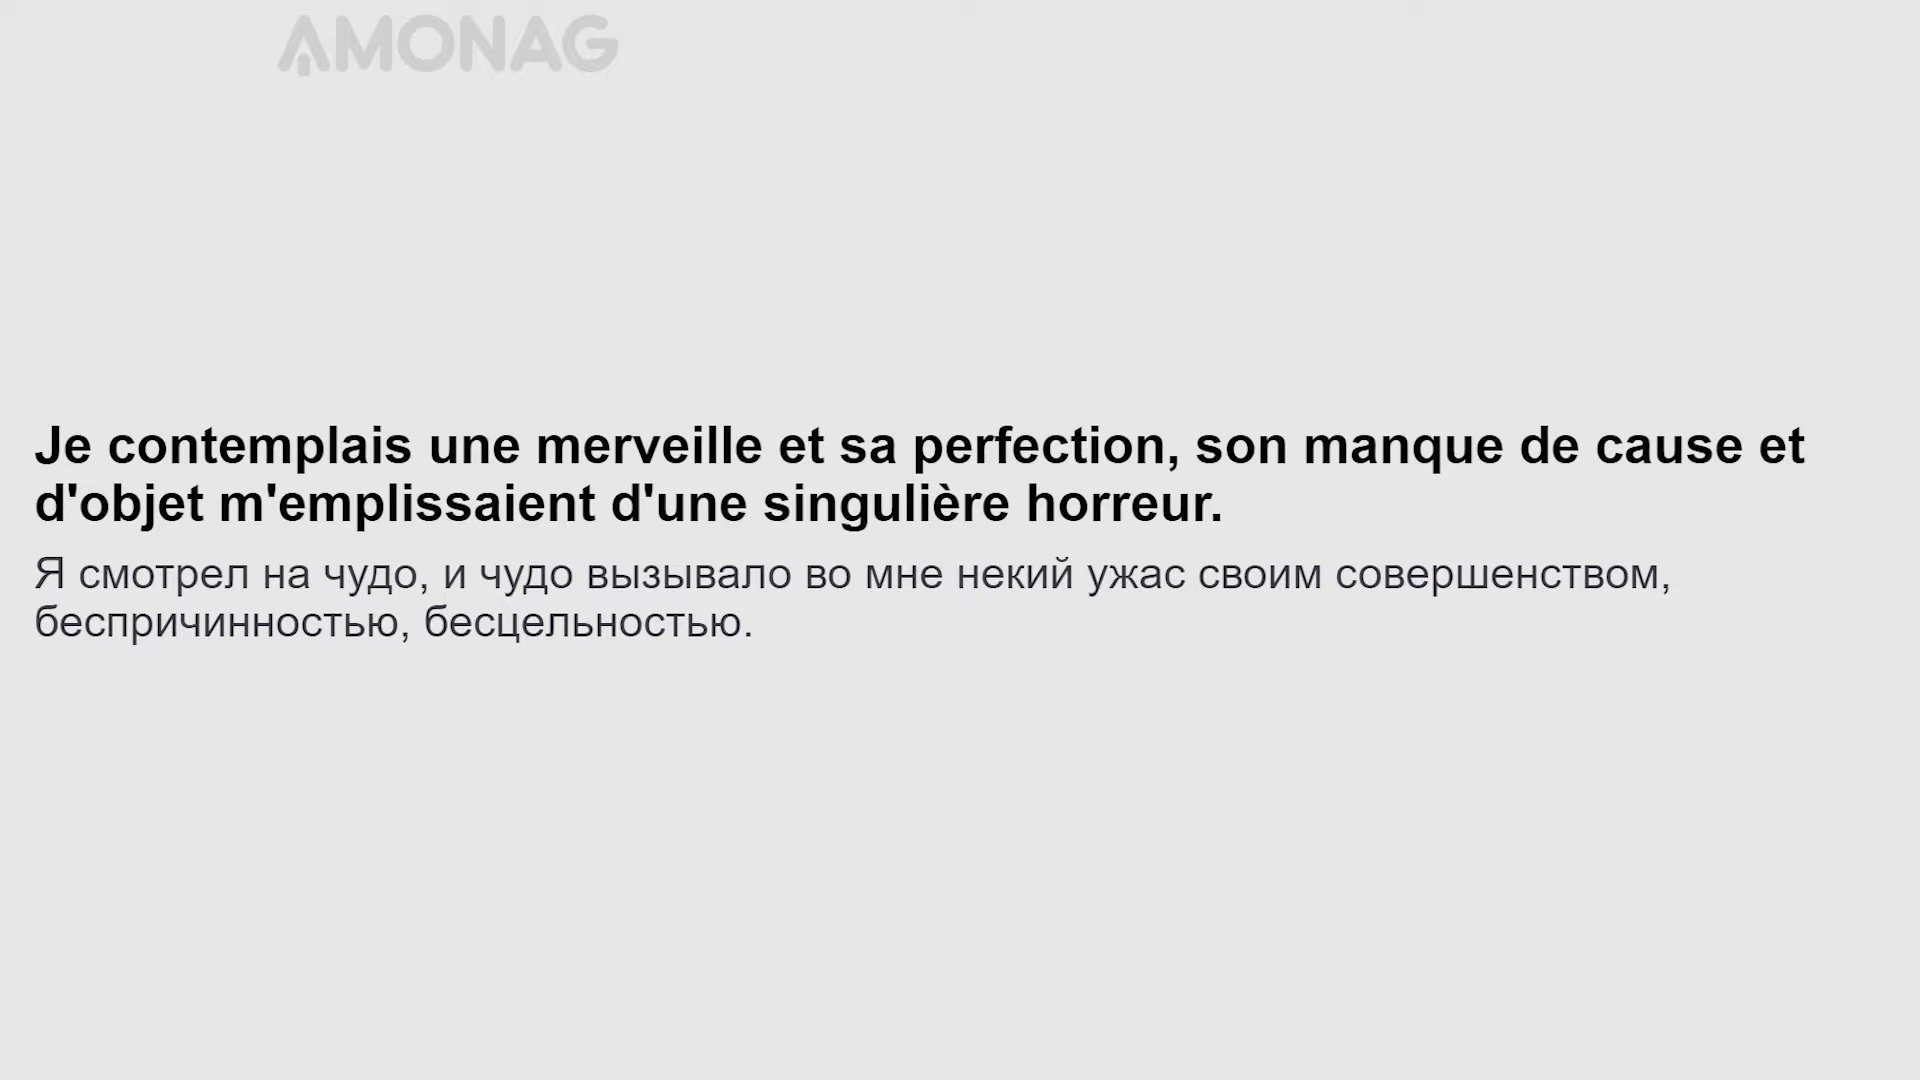 AMONAG
Je contemplais une merveille et sa perfection, son manque de cause et
d'objet m'emplissaient d'une singulière horreur.
Я смотрел на чудо, и чудо вызывало во мне некий ужас своим совершенством,
беспричинностью, бесцельностью.